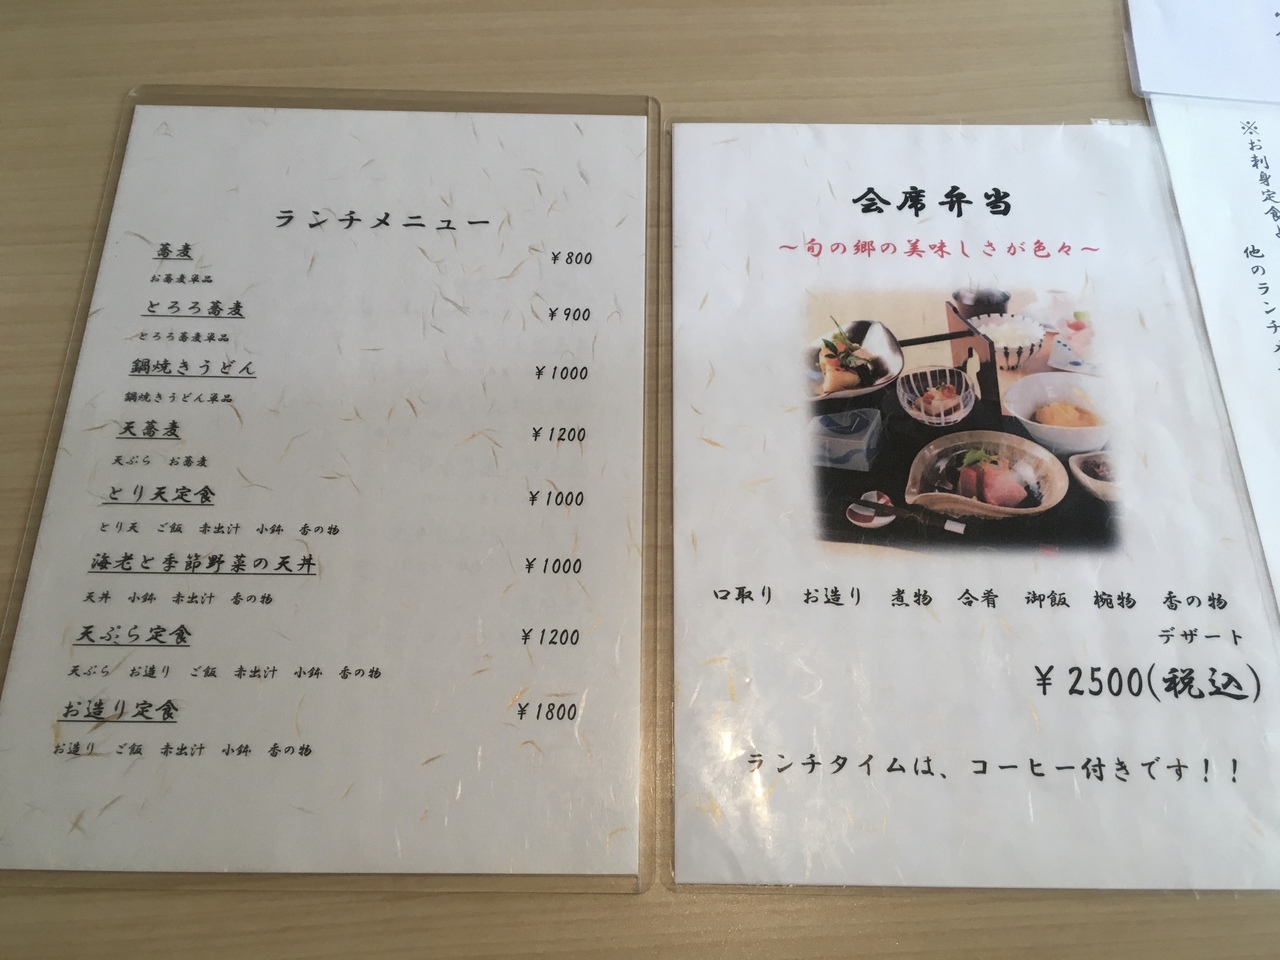 ランチメニュー
蕎麦 ¥800
お蕎麦単品
とろろ蕎麦 ¥900
とろろ蕎麦単品
鍋焼きうどん ¥1000
鍋焼きうどん単品
天蕎麦 ¥1200
天ぷら お蕎麦
とり天定食 ¥1000
とり天 ご飯 赤出汁 小鉢 香の物
海老と季節野菜の天丼 ¥1000
天丼 小鉢 赤出汁 香の物
天ぷら定食 ¥1200
天ぷら お造り ご飯 赤出汁 小鉢 香の物
お造り定食 ¥1800
お造り ご飯 赤出汁 小鉢 香の物
会席弁当
～旬の郷の美味しさが色々～
口取り お造り 煮物 合肴 御飯 椀物 香の物
デザート
¥2500(税込)
ランチタイムは、コーヒー付きです!!
※お刺身定食
他のランチ